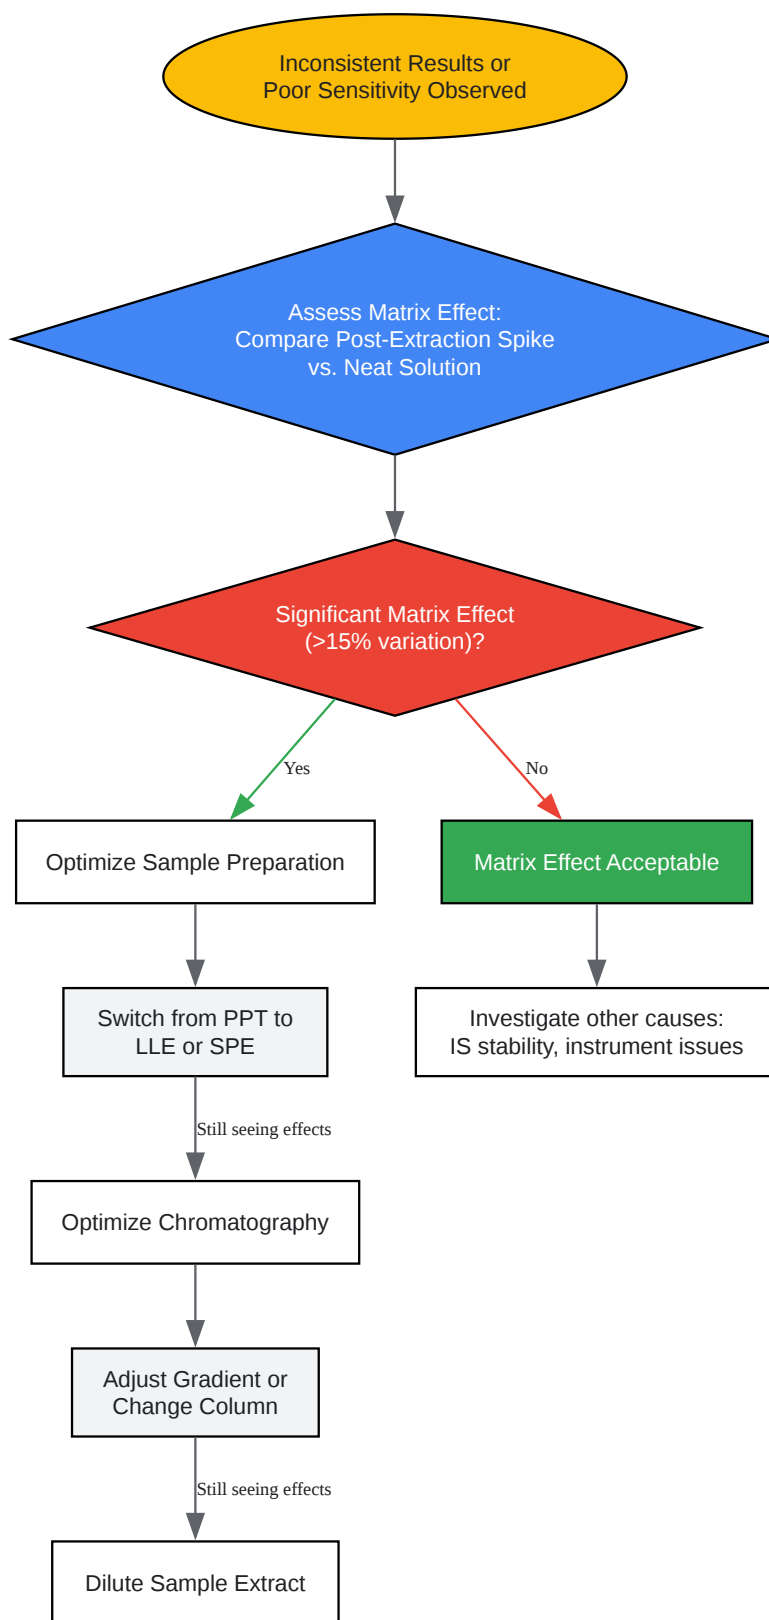 Inconsistent Results or
Poor Sensitivity Observed
Assess Matrix Effect:
Compare Post-Extraction Spike
vs. Neat Solution
Significant Matrix Effect
(>15% variation)?
Yes
No
Optimize Sample Preparation
Matrix Effect Acceptable
Switch from PPT to
LLE or SPE
Investigate other causes:
IS stability, instrument issues
Still seeing effects
Optimize Chromatography
Adjust Gradient or
Change Column
Still seeing effects
Dilute Sample Extract